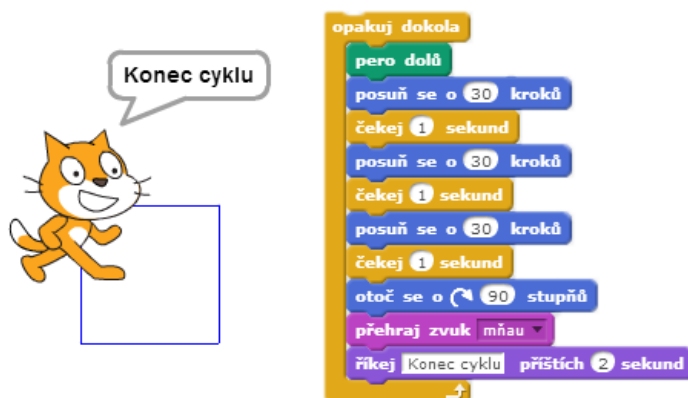 Konec cyklu
opakuj dokola
pero dolů
posuň se o 30 kroků
čekej 1 sekund
posuň se o 30 kroků
čekej 1 sekund
posuň se o 30 kroků
čekej 1 sekund
otoč se o 90 stupňů
přehraj zvuk mňau
říkej Konec cyklu příštích 2 sekund